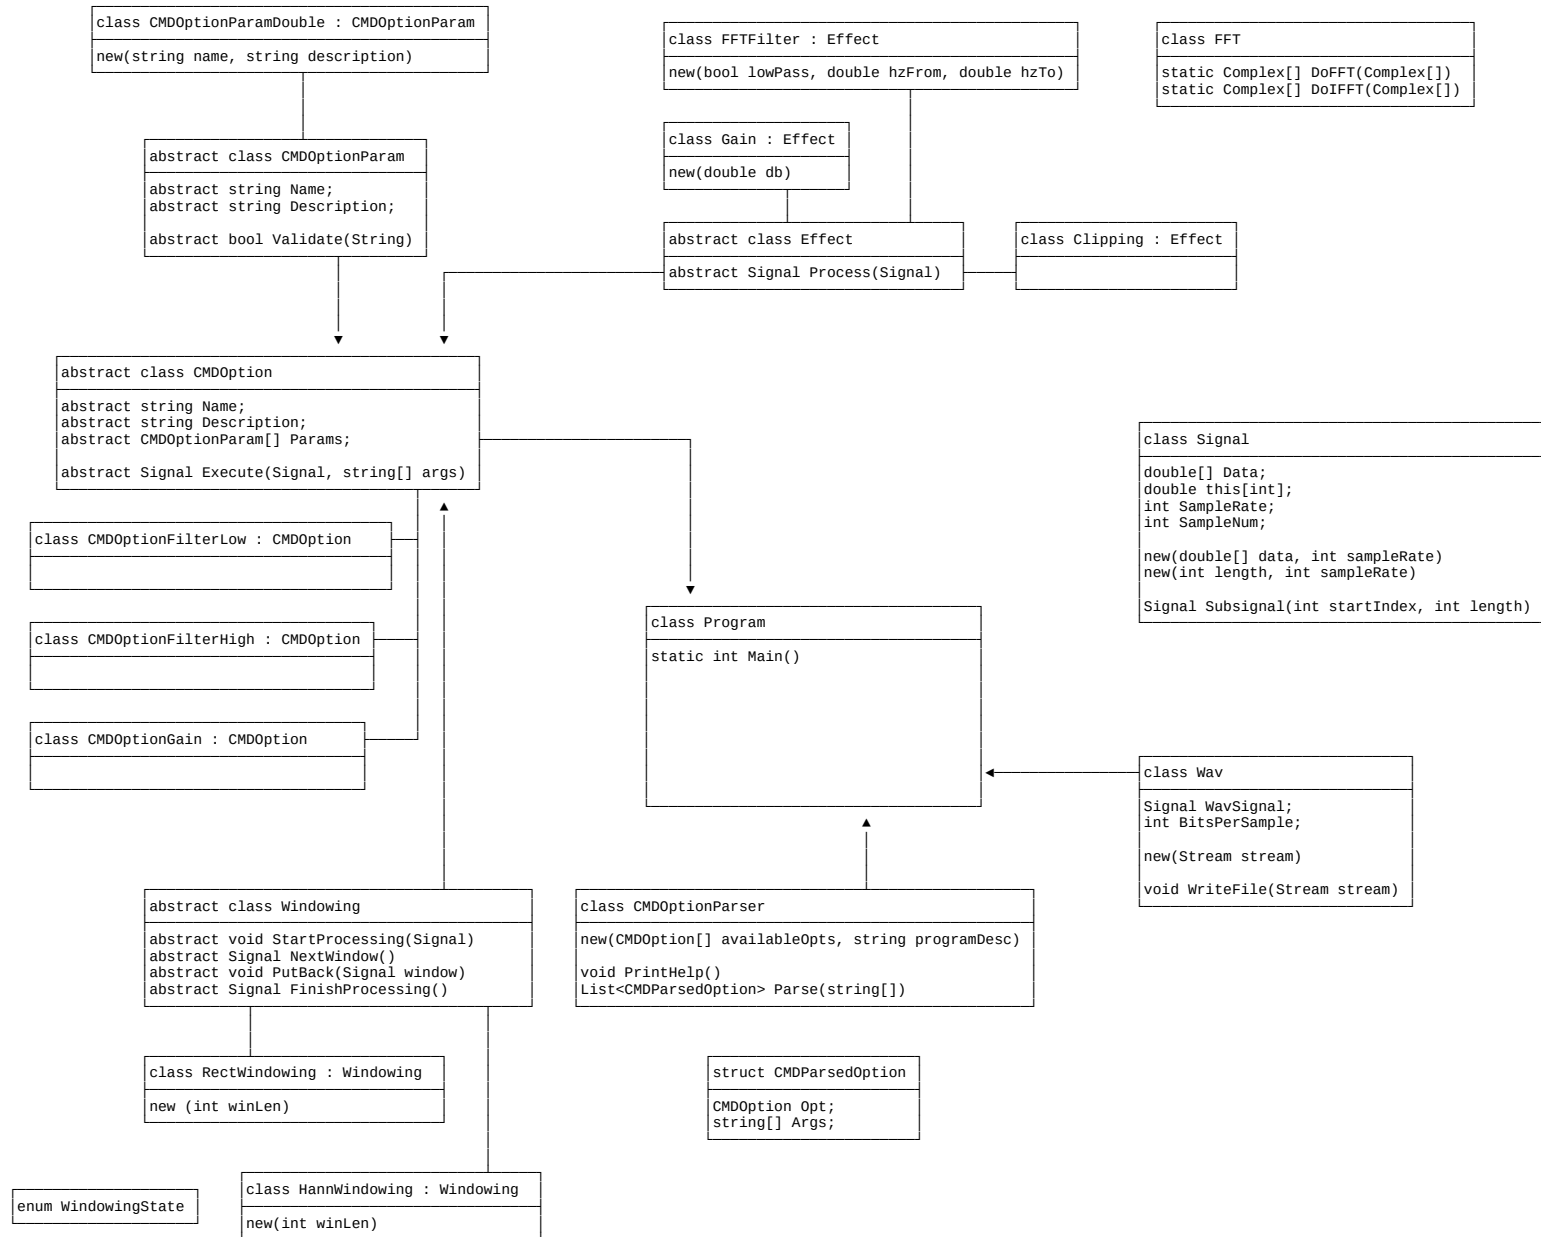 class CMDOptionParamDouble : CMDOptionParam
new(string name, string description)
class FFTFilter : Effect
new(bool lowPass, double hzFrom, double hzTo)
class FFT
static Complex[] DoFFT(Complex[])
static Complex[] DoIFFT(Complex[])
class Gain : Effect
new(double db)
abstract class CMDOptionParam
abstract string Name;
abstract string Description;
abstract bool Validate(String)
abstract class Effect
abstract Signal Process(Signal)
class Clipping : Effect
abstract class CMDOption
abstract string Name;
abstract string Description;
abstract CMDOptionParam[] Params;
abstract Signal Execute(Signal, string[] args)
class Signal
double[] Data;
double this[int];
int SampleRate;
int SampleNum;
new(double[] data, int sampleRate)
new(int length, int sampleRate)
Signal Subsignal(int startIndex, int length)
class CMDOptionFilterLow : CMDOption
class CMDOptionFilterHigh : CMDOption
class CMDOptionGain : CMDOption
class Program
static int Main()
class Wav
Signal WavSignal;
int BitsPerSample;
new(Stream stream)
void WriteFile(Stream stream)
abstract class Windowing
abstract void StartProcessing(Signal)
abstract Signal NextWindow()
abstract void PutBack(Signal window)
abstract Signal FinishProcessing()
class CMDOptionParser
new(CMDOption[] availableOpts, string programDesc)
void PrintHelp()
List<CMDParsedOption> Parse(string[])
class RectWindowing : Windowing
new (int winLen)
struct CMDParsedOption
CMDOption Opt;
string[] Args;
enum WindowingState
class HannWindowing : Windowing
new(int winLen)